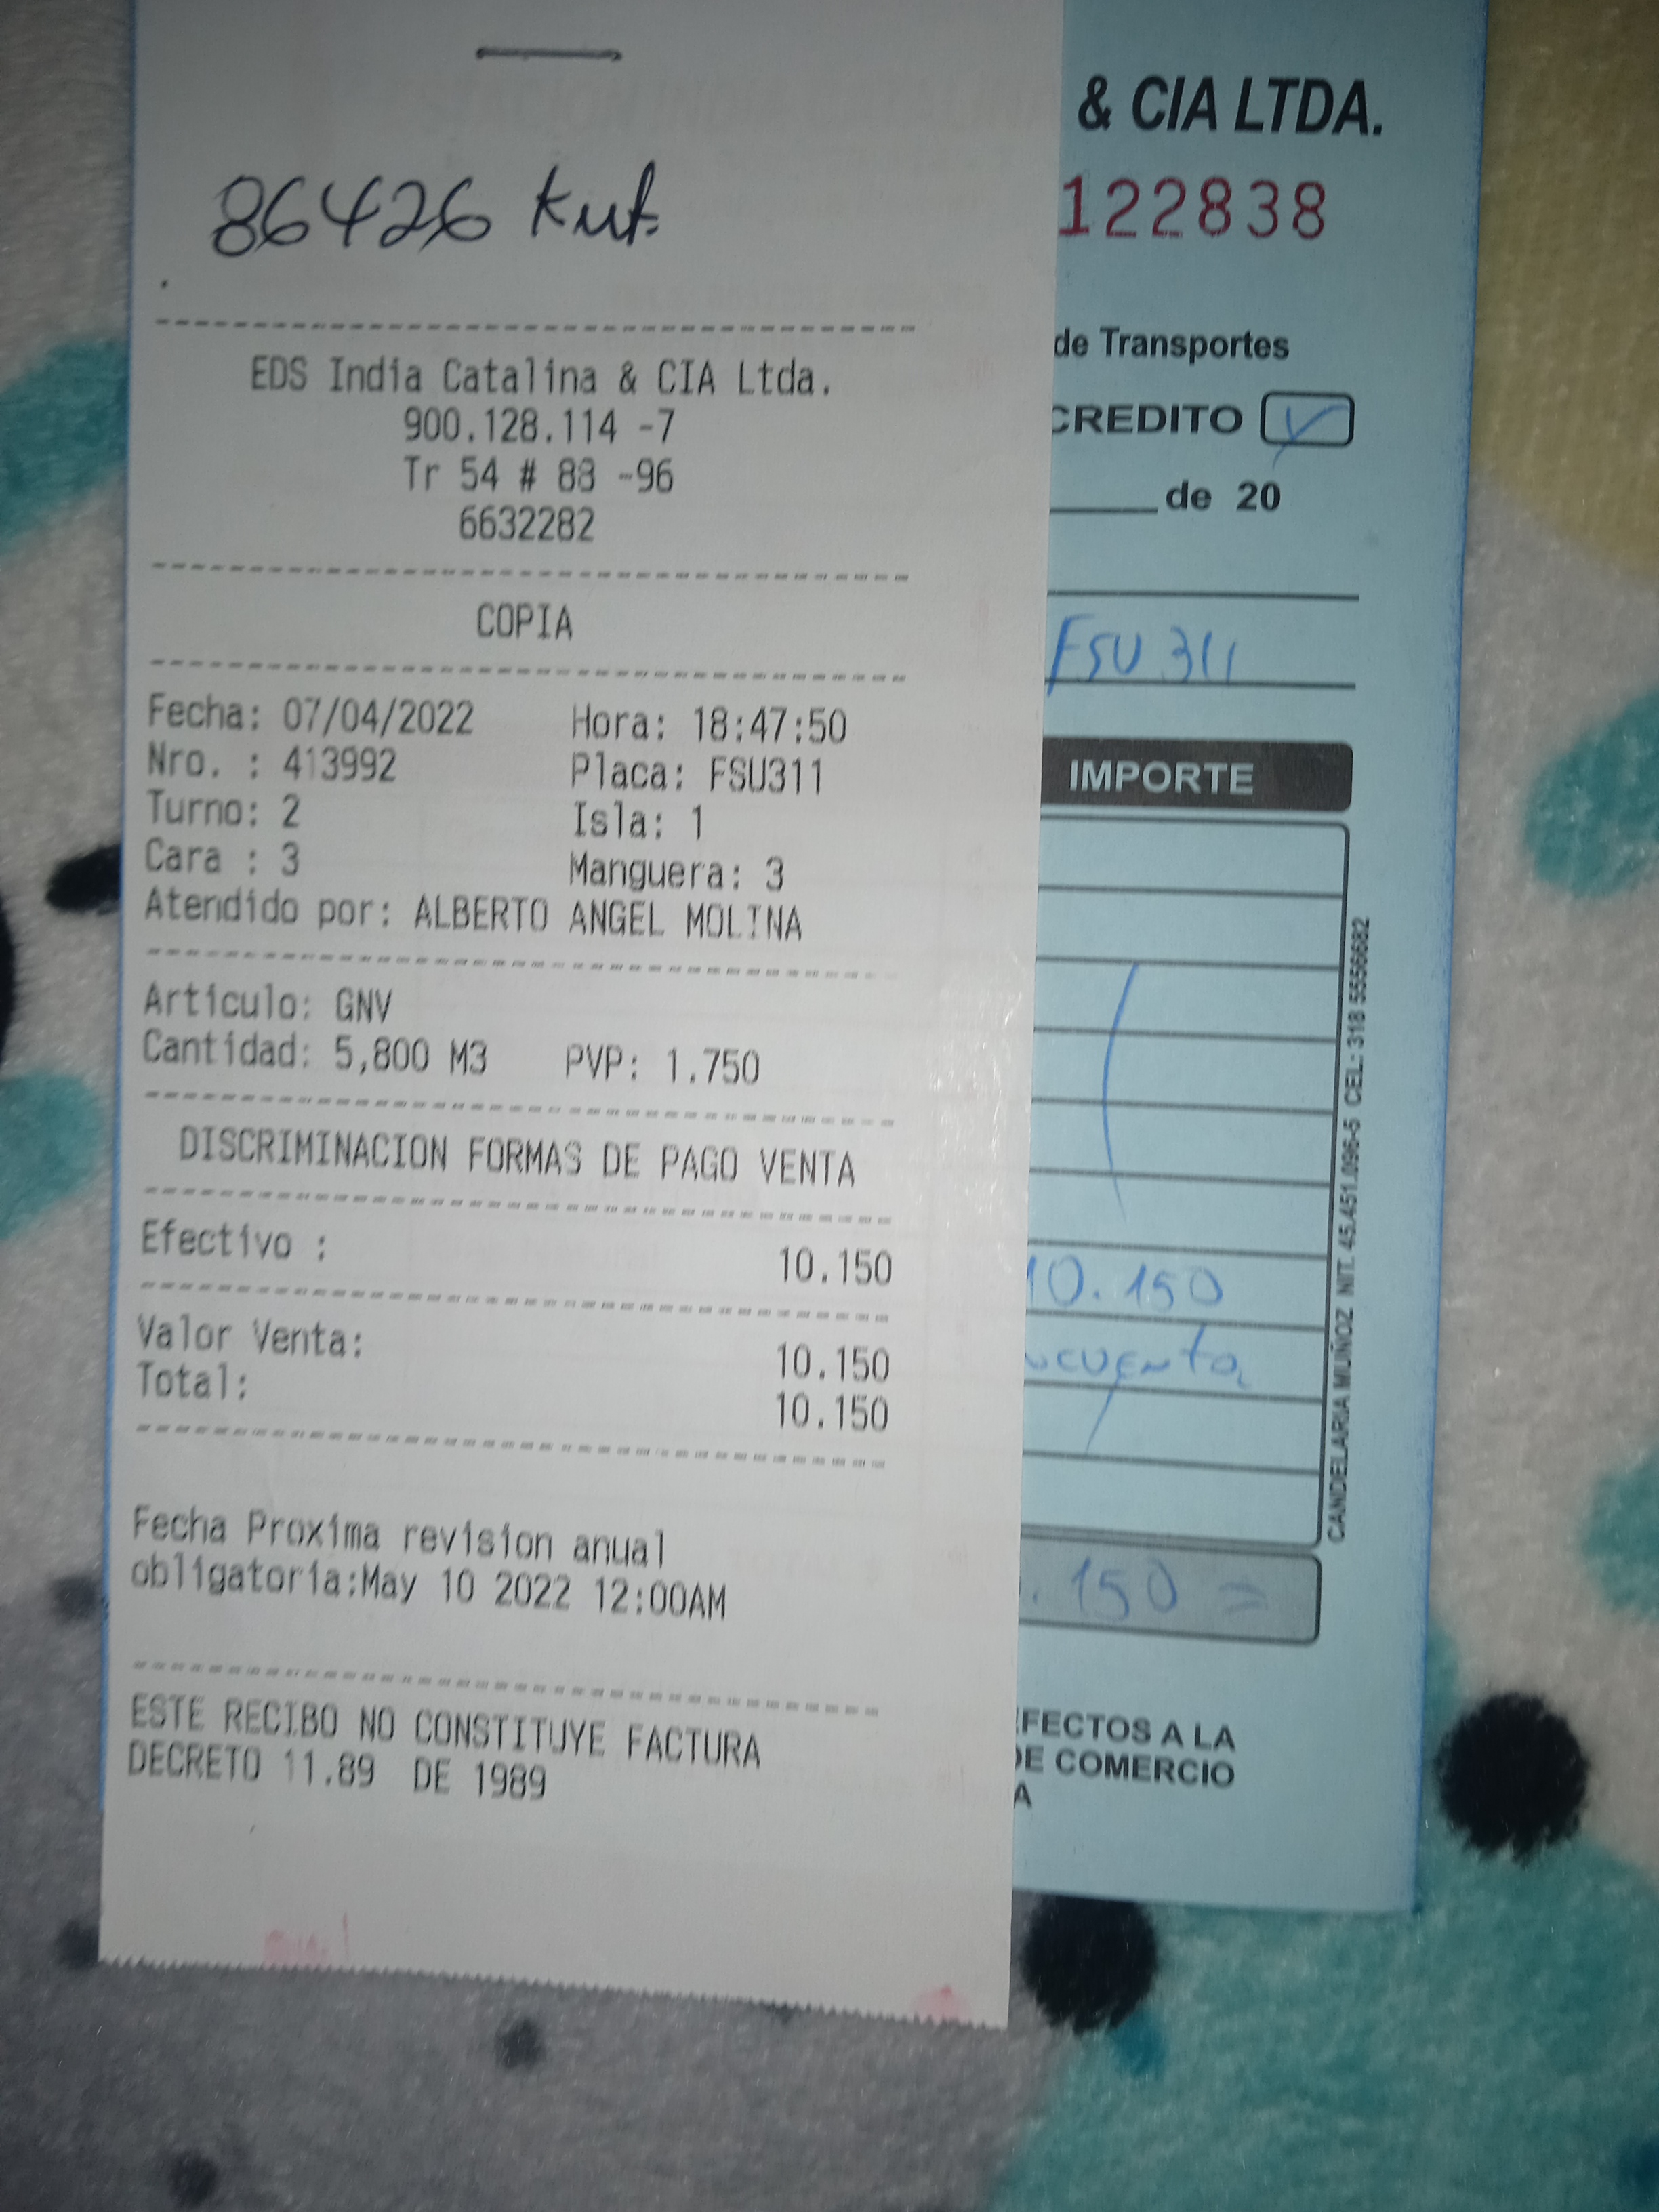 86426 Kmt.
EDS India Catalina & CIA Ltda.
900.128.114 -7
Tr 54 # 88 -96
6632282
COPIA
Fecha: 07/04/2022 Hora: 18:47:50
Nro. : 413992 Placa: FSU311
Turno: 2 Isla: 1
Cara : 3 Manguera: 3
Atendido por: ALBERTO ANGEL MOLINA
Articulo: GNV
Cantidad: 5,800 M3 PVP: 1.750
DISCRIMINACION FORMAS DE PAGO VENTA
Efectivo : 10.150
Valor Venta: 10.150
Total: 10.150
Fecha Proxima revision anual
obligatoria:May 10 2022 12:00AM
ESTE RECIBO NO CONSTITUYE FACTURA
DECRETO 11.89 DE 1989
& CIA LTDA.
122838
de Transportes
CREDITO
de 20
FSU 311
IMPORTE
10.150
ncuenta
.150 =
EFECTOS A LA
DE COMERCIO
A
CANDELARIA MUÑOZ NIT. 45.451.096-5 CEL: 318 5556682